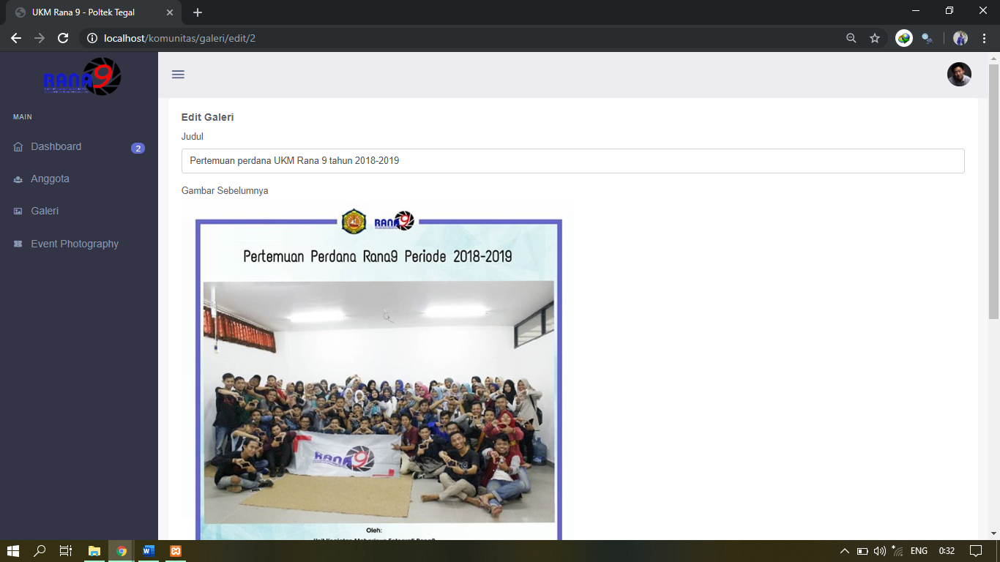 UKM Rana 9 - Poltek Tegal
localhost/komunitas/galeri/edit/2
RANA9
MAIN
Dashboard 2
Anggota
Galeri
Event Photography
Edit Galeri
Judul
Pertemuan perdana UKM Rana 9 tahun 2018-2019
Gambar Sebelumnya
RANA9
Pertemuan Perdana Rana9 Periode 2018-2019
RANA9
Oleh:
ENG 0:32